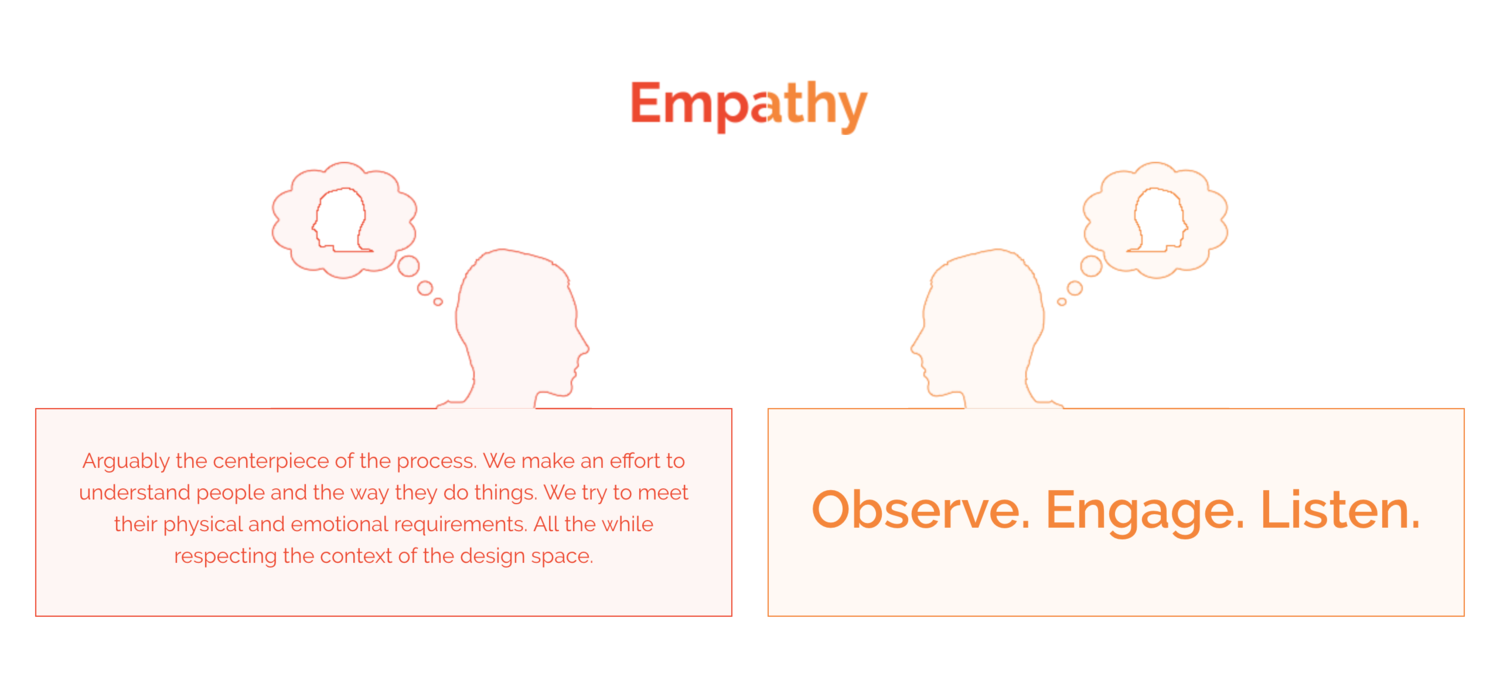 Empathy
Arguably the centerpiece of the process. We make an effort to
understand people and the way they do things. We try to meet
their physical and emotional requirements. All the while
respecting the context of the design space.
Observe. Engage. Listen.